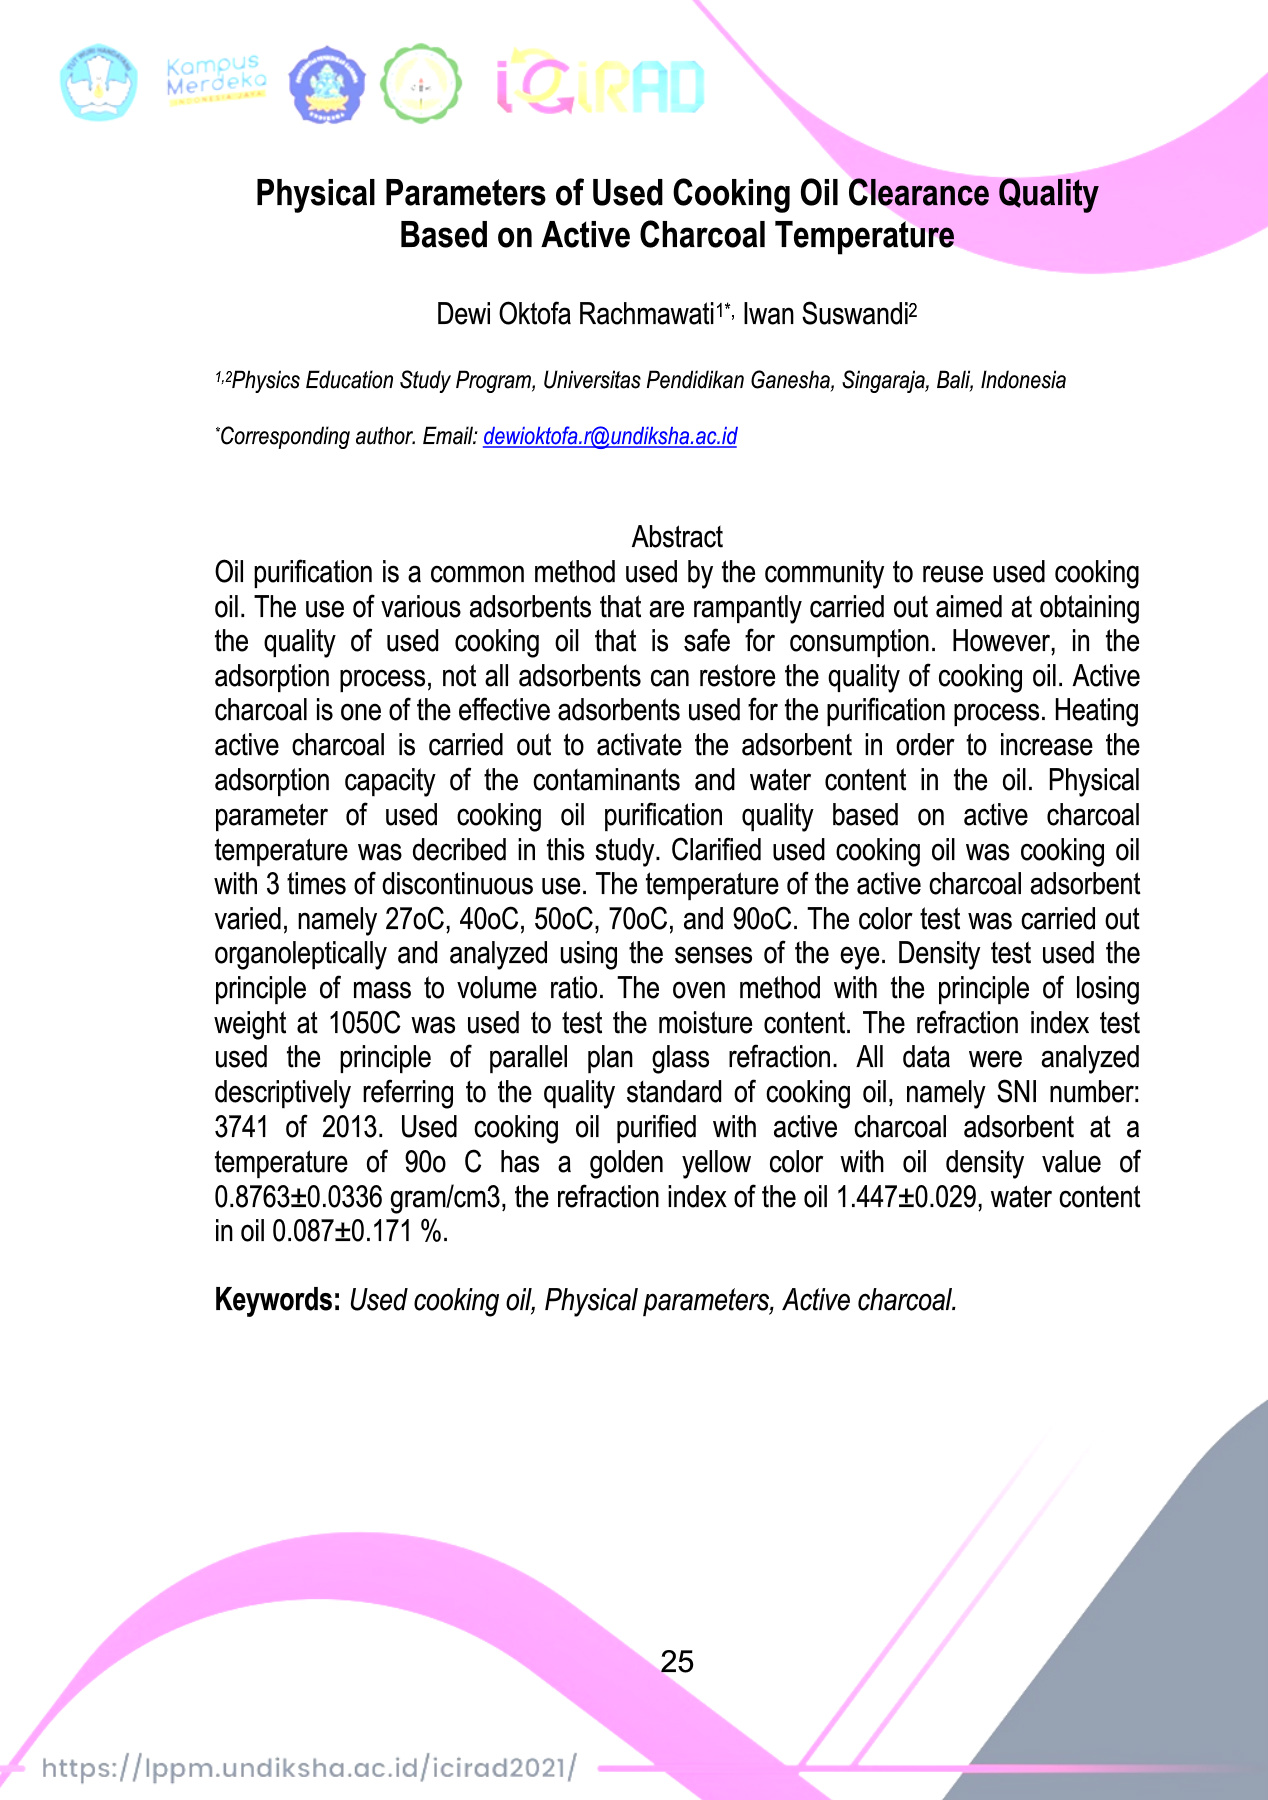 TUT WURI HANDAYANI
Kampus
Merdeka
INDONESIA JAYA
iCiRAD
Physical Parameters of Used Cooking Oil Clearance Quality
Based on Active Charcoal Temperature
Dewi Oktofa Rachmawati1*, Iwan Suswandi2
1,2Physics Education Study Program, Universitas Pendidikan Ganesha, Singaraja, Bali, Indonesia
*Corresponding author. Email: dewioktofa.r@undiksha.ac.id
Abstract
Oil purification is a common method used by the community to reuse used cooking
oil. The use of various adsorbents that are rampantly carried out aimed at obtaining
the quality of used cooking oil that is safe for consumption. However, in the
adsorption process, not all adsorbents can restore the quality of cooking oil. Active
charcoal is one of the effective adsorbents used for the purification process. Heating
active charcoal is carried out to activate the adsorbent in order to increase the
adsorption capacity of the contaminants and water content in the oil. Physical
parameter of used cooking oil purification quality based on active charcoal
temperature was decribed in this study. Clarified used cooking oil was cooking oil
with 3 times of discontinuous use. The temperature of the active charcoal adsorbent
varied, namely 27oC, 40oC, 50oC, 70oC, and 90oC. The color test was carried out
organoleptically and analyzed using the senses of the eye. Density test used the
principle of mass to volume ratio. The oven method with the principle of losing
weight at 1050C was used to test the moisture content. The refraction index test
used the principle of parallel plan glass refraction. All data were analyzed
descriptively referring to the quality standard of cooking oil, namely SNI number:
3741 of 2013. Used cooking oil purified with active charcoal adsorbent at a
temperature of 90o C has a golden yellow color with oil density value of
0.8763±0.0336 gram/cm3, the refraction index of the oil 1.447±0.029, water content
in oil 0.087±0.171 %.
Keywords: Used cooking oil, Physical parameters, Active charcoal.
25
https://lppm.undiksha.ac.id/icirad2021/